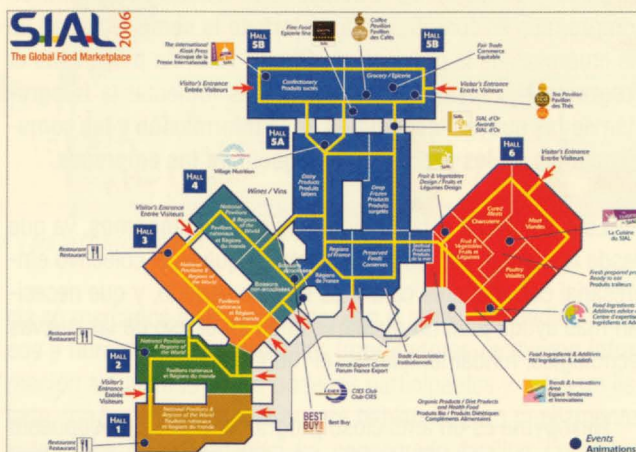 SIAL
2006
The Global Food Marketplace
The International
Kiosk Press
Kiosque de la
Presse Internationale
Fine Food
Epicerie fine
Coffee
Pavilion
Pavillon
des Cafés
Fair Trade
Commerce
Equitable
HALL
5B
HALL
5B
Visitor's Entrance
Entrée Visiteurs
Confectionery
Produits sucrés
Grocery / Epicerie
Visitor's Entrance
Entrée Visiteurs
Tea Pavilion
Pavillon
des Thés
HALL
5A
SIAL d'Or
Awards
SIAL d'Or
Village Nutrition
HALL
4
Wines / Vins
Dairy
Products
Produits
laitiers
Deep
Frozen
Products
Produits
surgelés
Fruit & Vegetables
Design / Fruits et
Légumes Design
HALL
6
Visitor's Entrance
Entrée Visiteurs
Visitor's Entrance
Entrée Visiteurs
HALL
3
National Pavilions
& Regions of the
World
Pavillons
nationaux
et Régions
du monde
Cured
Meats
Charcuterie
Meat
Viandes
Fruit &
Vegetables
Fruits et
Légumes
Poultry
Volailles
La Cuisine
du SIAL
Restaurant
Restaurant
National Pavilions
& Regions of the World
Pavillons
nationaux et
Régions du monde
Boissons
non-alcoolisées
Regions
of France
Régions
de France
Preserved
Foods
Conserves
Seafood
Products
Produits
de la mer
Fresh prepared
Ready to eat
Produits traiteurs
Food Ingredients
HALL
2
National Pavilions
& Regions of
the World
Pavillons nationaux
et Régions du monde
Restaurant
Restaurant
French Export Corner
Forum France Export
Trade Associations
Institutionnels
Food Ingredients & Additives
PAI Ingrédients & Additifs
Visitor's
Entrance
Entrée
Visiteurs
National Pavilions &
Regions of the World
Pavillons nationaux
et Régions
du monde
CIES
CIES Club
Club CIES
BEST
BUY
Best Buy
Organic Products / Diet Products
and Health Food
Produits Bio / Produits Diététiques
Compléments Alimentaires
Trends & Innovations
Area
Espace Tendances
et Innovations
HALL
1
Restaurant
Restaurant
Events
Animations